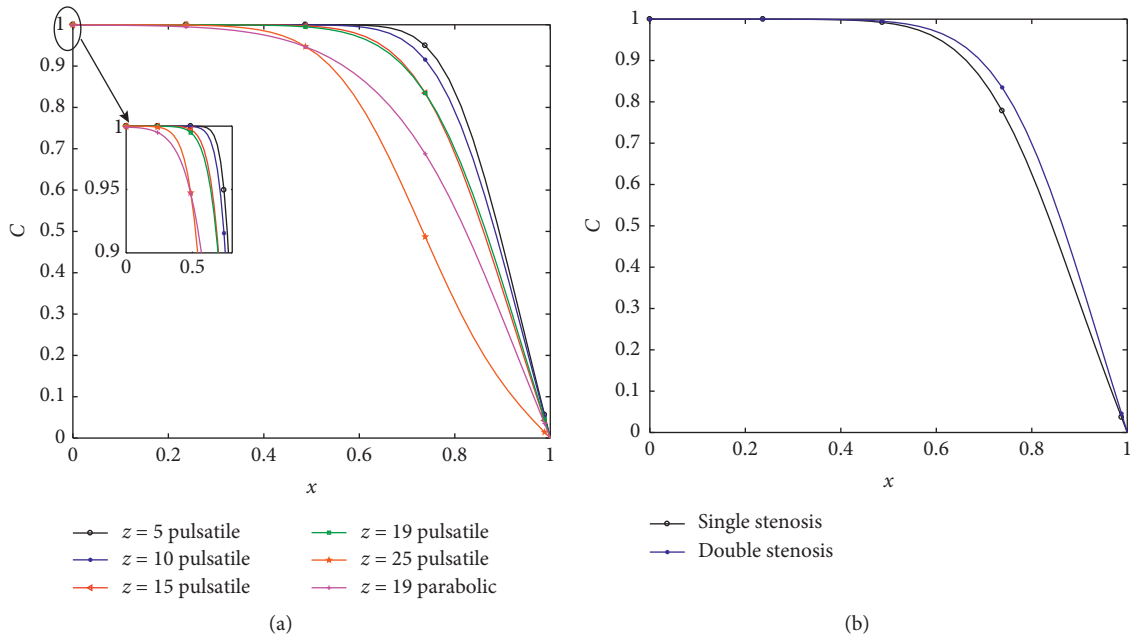 1
0.9
0.8
0.7
0.6
0.5
0.4
0.3
0.2
0.1
0
C
0 0.2 0.4 0.6 0.8 1
x
1
0.95
0.9
0 0.5
z = 5 pulsatile
z = 10 pulsatile
z = 15 pulsatile
z = 19 pulsatile
z = 25 pulsatile
z = 19 parabolic
(a)
1
0.9
0.8
0.7
0.6
0.5
0.4
0.3
0.2
0.1
0
C
0 0.2 0.4 0.6 0.8 1
x
Single stenosis
Double stenosis
(b)